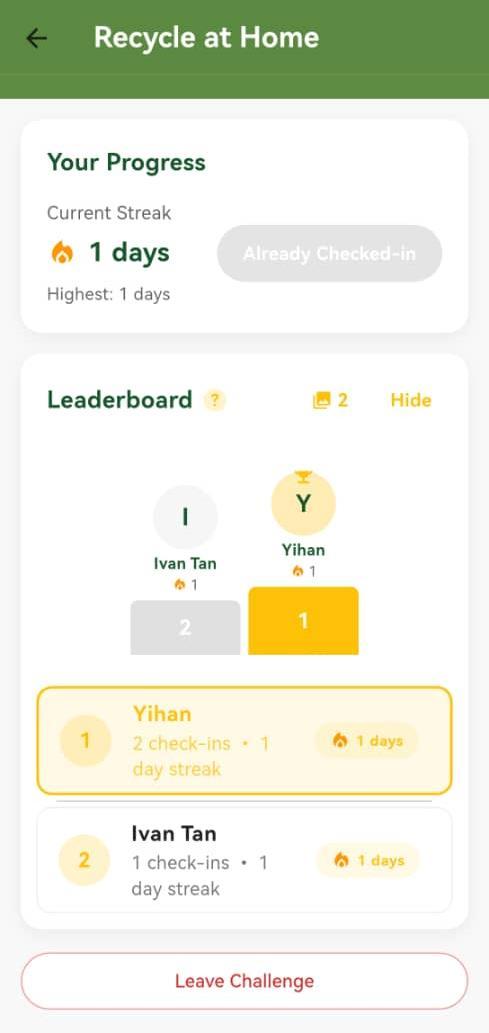 Recycle at Home
Your Progress
Current Streak
1 days
Already Checked-in
Highest: 1 days
Leaderboard ? 2 Hide
I
Y
Ivan Tan
1
Yihan
1
2
1
1
Yihan
2 check-ins • 1
day streak
1 days
2
Ivan Tan
1 check-ins • 1
day streak
1 days
Leave Challenge